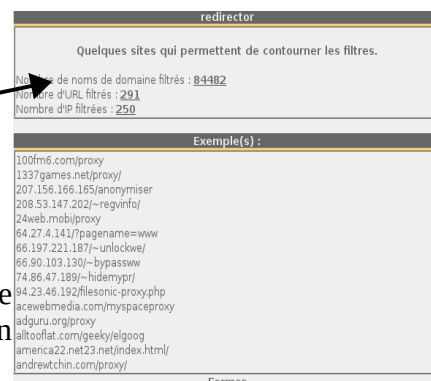 redirector
Quelques sites qui permettent de contourner les filtres.
Nombre de noms de domaine filtrés : 84482
Nombre d'URL filtrés : 291
Nombre d'IP filtrées : 250
Exemple(s) :
100fm6.com/proxy
1337games.net/proxy/
207.156.166.165/anonymiser
208.53.147.202/~regvinfo/
24web.mobi/proxy
64.27.4.141/?pagename=www
66.197.221.187/~unlockwe/
66.90.103.130/~bypassww
74.86.47.189/~hidemypr/
94.23.46.192/filesonic-proxy.php
acewebmedia.com/myspaceproxy
adguru.org/proxy
alltooflat.com/geeky/elgoog
america22.net23.net/index.html/
andrewtchin.com/proxy/
e
n